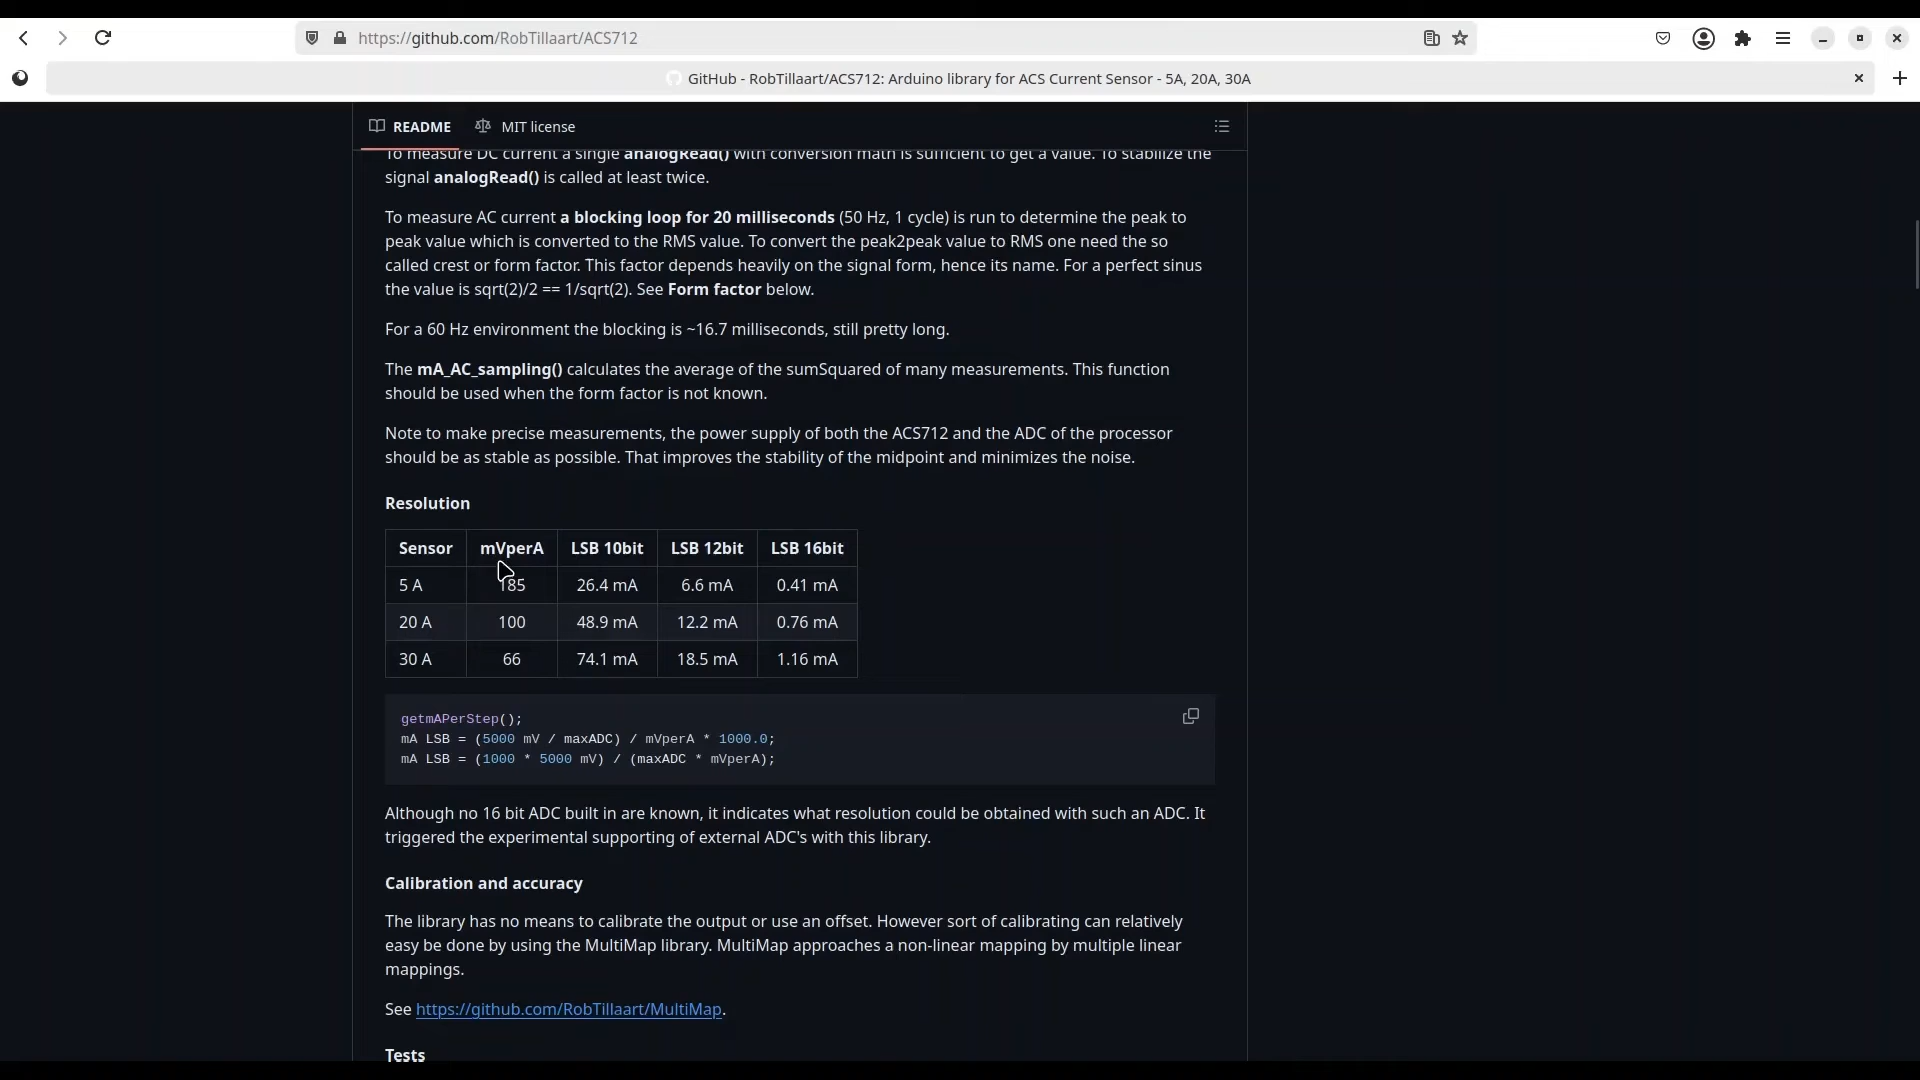 https://github.com/RobTillaart/ACS712
GitHub - RobTillaart/ACS712: Arduino library for ACS Current Sensor - 5A, 20A, 30A
README MIT license
To measure DC current a single analogRead() with conversion math is sufficient to get a value. To stabilize the
signal analogRead() is called at least twice.
To measure AC current a blocking loop for 20 milliseconds (50 Hz, 1 cycle) is run to determine the peak to
peak value which is converted to the RMS value. To convert the peak2peak value to RMS one need the so
called crest or form factor. This factor depends heavily on the signal form, hence its name. For a perfect sinus
the value is sqrt(2)/2 == 1/sqrt(2). See Form factor below.
For a 60 Hz environment the blocking is ~16.7 milliseconds, still pretty long.
The mA_AC_sampling() calculates the average of the sumSquared of many measurements. This function
should be used when the form factor is not known.
Note to make precise measurements, the power supply of both the ACS712 and the ADC of the processor
should be as stable as possible. That improves the stability of the midpoint and minimizes the noise.
Resolution
Sensor mVperA LSB 10bit LSB 12bit LSB 16bit
5 A 185 26.4 mA 6.6 mA 0.41 mA
20 A 100 48.9 mA 12.2 mA 0.76 mA
30 A 66 74.1 mA 18.5 mA 1.16 mA
getmAPerStep();
mA LSB = (5000 mV / maxADC) / mVperA * 1000.0;
mA LSB = (1000 * 5000 mV) / (maxADC * mVperA);
Although no 16 bit ADC built in are known, it indicates what resolution could be obtained with such an ADC. It
triggered the experimental supporting of external ADC's with this library.
Calibration and accuracy
The library has no means to calibrate the output or use an offset. However sort of calibrating can relatively
easy be done by using the MultiMap library. MultiMap approaches a non-linear mapping by multiple linear
mappings.
See https://github.com/RobTillaart/MultiMap.
Tests